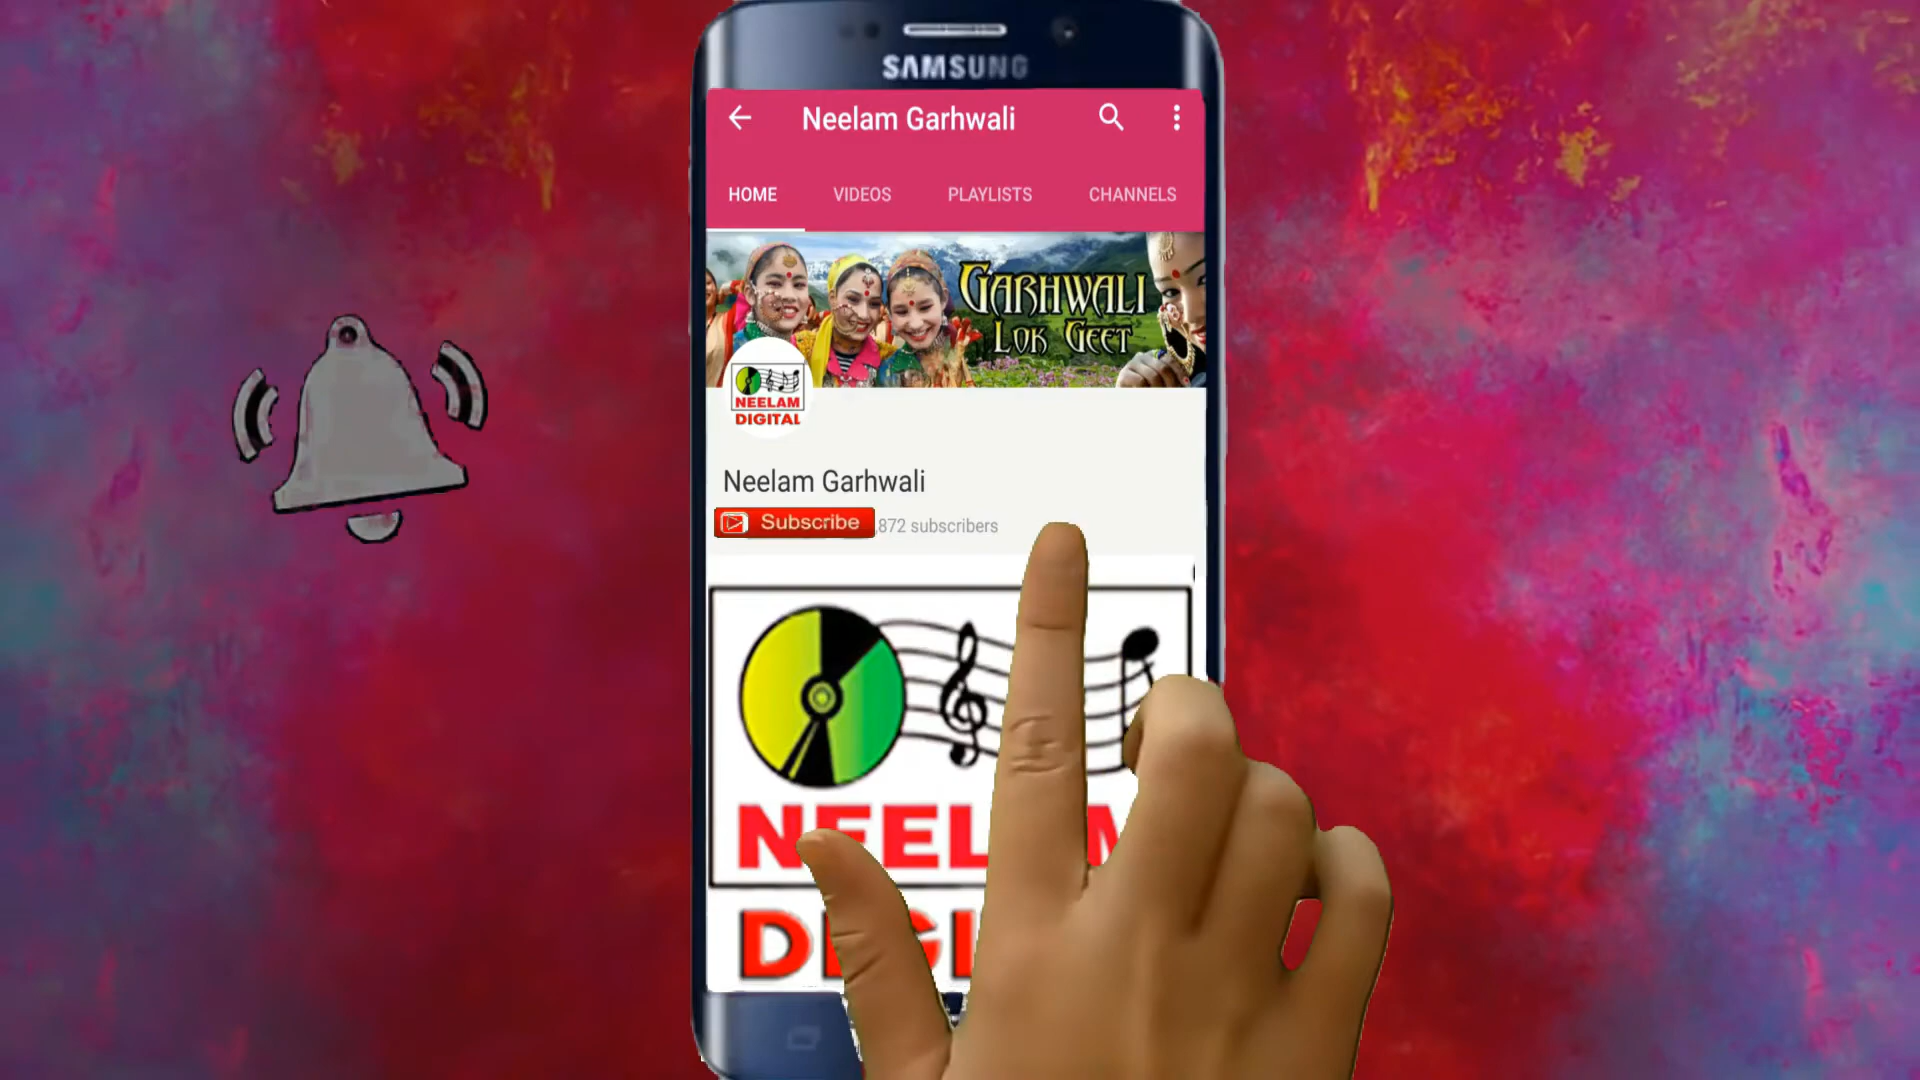 SAMSUNG
Neelam Garhwali
HOME VIDEOS PLAYLISTS CHANNELS
GARHWALI
LOK GEET
NEELAM
DIGITAL
Neelam Garhwali
Subscribe ,872 subscribers